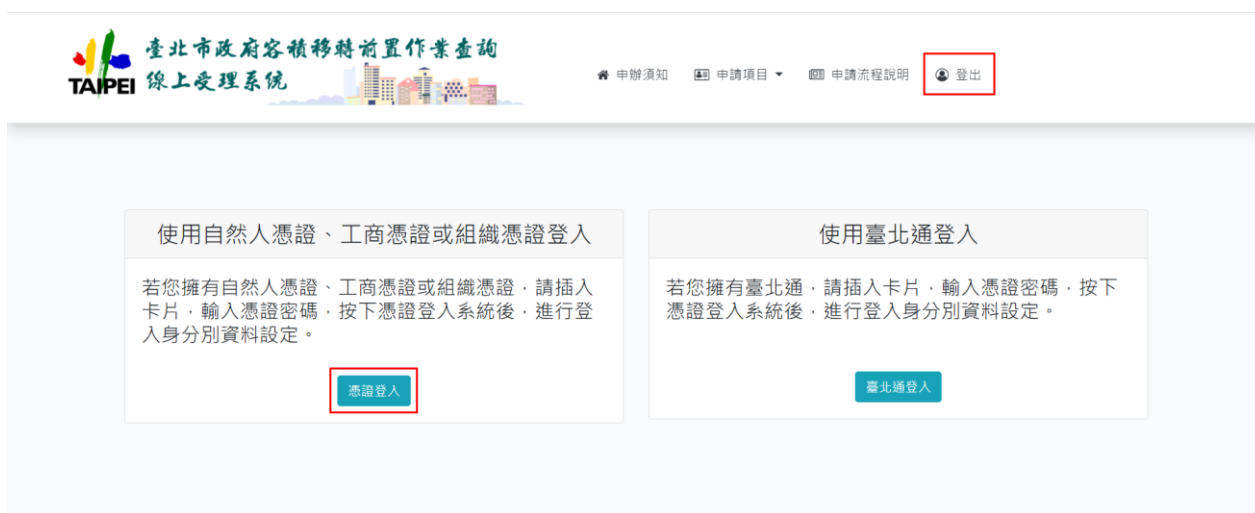 臺北市政府容積移轉前置作業查詢
TAIPEI 線上受理系統
申辦須知 申請項目 申請流程說明 登出
使用自然人憑證、工商憑證或組織憑證登入
若您擁有自然人憑證、工商憑證或組織憑證，請插入
卡片，輸入憑證密碼，按下憑證登入系統後，進行登
入身分別資料設定。
憑證登入
使用臺北通登入
若您擁有臺北通，請插入卡片，輸入憑證密碼，按下
憑證登入系統後，進行登入身分別資料設定。
臺北通登入